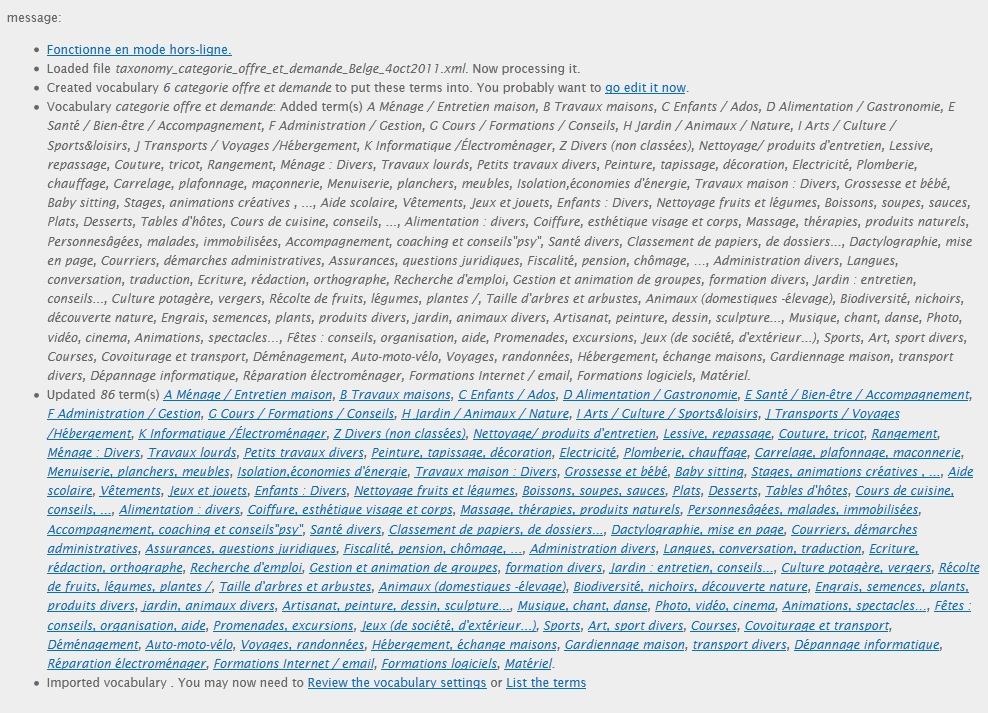 message:
Fonctionne en mode hors-ligne.
Loaded file taxonomy_categorie_offre_et_demande_Belge_4oct2011.xml. Now processing it.
Created vocabulary 6 categorie offre et demande to put these terms into. You probably want to go edit it now.
Vocabulary categorie offre et demande: Added term(s) A Ménage / Entretien maison, B Travaux maisons, C Enfants / Ados, D Alimentation / Gastronomie, E
Santé / Bien-être / Accompagnement, F Administration / Gestion, G Cours / Formations / Conseils, H Jardin / Animaux / Nature, I Arts / Culture /
Sports&loisirs, J Transports / Voyages /Hébergement, K Informatique /Électroménager, Z Divers (non classées), Nettoyage/ produits d'entretien, Lessive,
repassage, Couture, tricot, Rangement, Ménage : Divers, Travaux lourds, Petits travaux divers, Peinture, tapissage, décoration, Electricité, Plomberie,
chauffage, Carrelage, plafonnage, maçonnerie, Menuiserie, planchers, meubles, Isolation,économies d'énergie, Travaux maison : Divers, Grossesse et bébé,
Baby sitting, Stages, animations créatives , ..., Aide scolaire, Vêtements, Jeux et jouets, Enfants : Divers, Nettoyage fruits et légumes, Boissons, soupes, sauces,
Plats, Desserts, Tables d'hôtes, Cours de cuisine, conseils, ..., Alimentation : divers, Coiffure, esthétique visage et corps, Massage, thérapies, produits naturels,
Personnesâgées, malades, immobilisées, Accompagnement, coaching et conseils"psy", Santé divers, Classement de papiers, de dossiers..., Dactylographie, mise
en page, Courriers, démarches administratives, Assurances, questions juridiques, Fiscalité, pension, chômage, ..., Administration divers, Langues,
conversation, traduction, Ecriture, rédaction, orthographe, Recherche d'emploi, Gestion et animation de groupes, formation divers, Jardin : entretien,
conseils..., Culture potagère, vergers, Récolte de fruits, légumes, plantes /, Taille d'arbres et arbustes, Animaux (domestiques -élevage), Biodiversité, nichoirs,
découverte nature, Engrais, semences, plants, produits divers, jardin, animaux divers, Artisanat, peinture, dessin, sculpture..., Musique, chant, danse, Photo,
vidéo, cinema, Animations, spectacles..., Fêtes : conseils, organisation, aide, Promenades, excursions, Jeux (de société, d'extérieur...), Sports, Art, sport divers,
Courses, Covoiturage et transport, Déménagement, Auto-moto-vélo, Voyages, randonnées, Hébergement, échange maisons, Gardiennage maison, transport
divers, Dépannage informatique, Réparation électroménager, Formations Internet / email, Formations logiciels, Matériel.
Updated 86 term(s) A Ménage / Entretien maison, B Travaux maisons, C Enfants / Ados, D Alimentation / Gastronomie, E Santé / Bien-être / Accompagnement,
F Administration / Gestion, G Cours / Formations / Conseils, H Jardin / Animaux / Nature, I Arts / Culture / Sports&loisirs, J Transports / Voyages
/Hébergement, K Informatique /Électroménager, Z Divers (non classées), Nettoyage/ produits d'entretien, Lessive, repassage, Couture, tricot, Rangement,
Ménage : Divers, Travaux lourds, Petits travaux divers, Peinture, tapissage, décoration, Electricité, Plomberie, chauffage, Carrelage, plafonnage, maçonnerie,
Menuiserie, planchers, meubles, Isolation,économies d'énergie, Travaux maison : Divers, Grossesse et bébé, Baby sitting, Stages, animations créatives , ..., Aide
scolaire, Vêtements, Jeux et jouets, Enfants : Divers, Nettoyage fruits et légumes, Boissons, soupes, sauces, Plats, Desserts, Tables d'hôtes, Cours de cuisine,
conseils, ..., Alimentation : divers, Coiffure, esthétique visage et corps, Massage, thérapies, produits naturels, Personnesâgées, malades, immobilisées,
Accompagnement, coaching et conseils"psy", Santé divers, Classement de papiers, de dossiers..., Dactylographie, mise en page, Courriers, démarches
administratives, Assurances, questions juridiques, Fiscalité, pension, chômage, ..., Administration divers, Langues, conversation, traduction, Ecriture,
rédaction, orthographe, Recherche d'emploi, Gestion et animation de groupes, formation divers, Jardin : entretien, conseils..., Culture potagère, vergers, Récolte
de fruits, légumes, plantes /, Taille d'arbres et arbustes, Animaux (domestiques -élevage), Biodiversité, nichoirs, découverte nature, Engrais, semences, plants,
produits divers, jardin, animaux divers, Artisanat, peinture, dessin, sculpture..., Musique, chant, danse, Photo, vidéo, cinema, Animations, spectacles..., Fêtes :
conseils, organisation, aide, Promenades, excursions, Jeux (de société, d'extérieur...), Sports, Art, sport divers, Courses, Covoiturage et transport,
Déménagement, Auto-moto-vélo, Voyages, randonnées, Hébergement, échange maisons, Gardiennage maison, transport divers, Dépannage informatique,
Réparation électroménager, Formations Internet / email, Formations logiciels, Matériel.
Imported vocabulary . You may now need to Review the vocabulary settings or List the terms